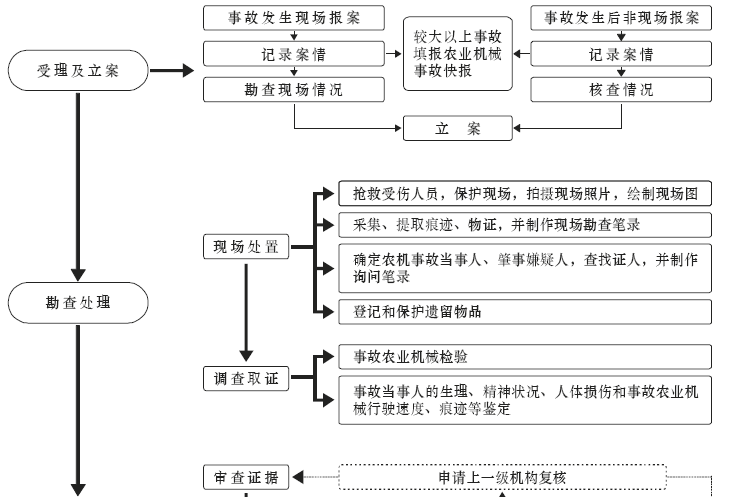 事故发生现场报案
事故发生后非现场报案
较大以上事故
填报农业机械
事故快报
记录案情
记录案情
受理及立案
勘查现场情况
核查情况
立 案
抢救受伤人员，保护现场，拍摄现场照片，绘制现场图
采集、提取痕迹、物证，并制作现场勘查笔录
现场处置
确定农机事故当事人、肇事嫌疑人，查找证人，并制作
询问笔录
勘查处理
登记和保护遗留物品
事故农业机械检验
调查取证
事故当事人的生理、精神状况、人体损伤和事故农业机
械行驶速度、痕迹等鉴定
审查证据
申请上一级机构复核